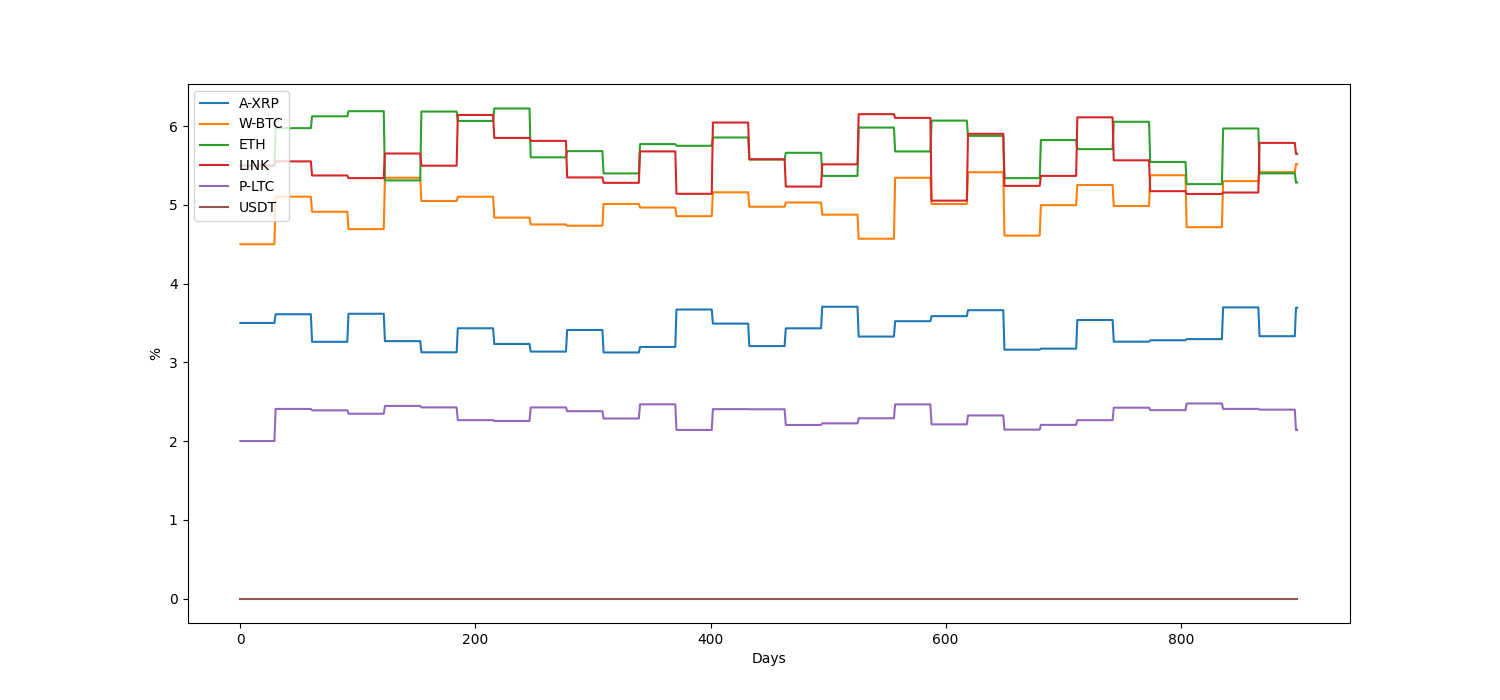 A-XRP
W-BTC
ETH
LINK
P-LTC
USDT
6
5
4
3
2
1
0
%
0 200 400 600 800
Days